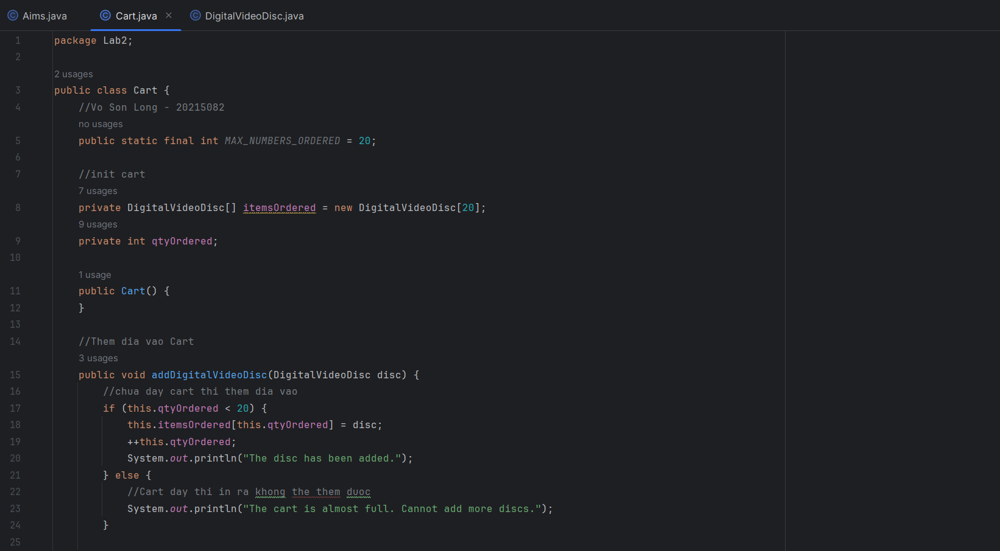 Aims.java Cart.java DigitalVideoDisc.java
1 package Lab2;
2
2 usages
3 public class Cart {
4 //Vo Son Long - 20215082
no usages
5 public static final int MAX_NUMBERS_ORDERED = 20;
6
7 //init cart
7 usages
8 private DigitalVideoDisc[] itemsOrdered = new DigitalVideoDisc[20];
9 usages
9 private int qtyOrdered;
10
1 usage
11 public Cart() {
12 }
13
14 //Them dia vao Cart
3 usages
15 public void addDigitalVideoDisc(DigitalVideoDisc disc) {
16 //chua day cart thi them dia vao
17 if (this.qtyOrdered < 20) {
18 this.itemsOrdered[this.qtyOrdered] = disc;
19 ++this.qtyOrdered;
20 System.out.println("The disc has been added.");
21 } else {
22 //Cart day thi in ra khong the them duoc
23 System.out.println("The cart is almost full. Cannot add more discs.");
24 }
25